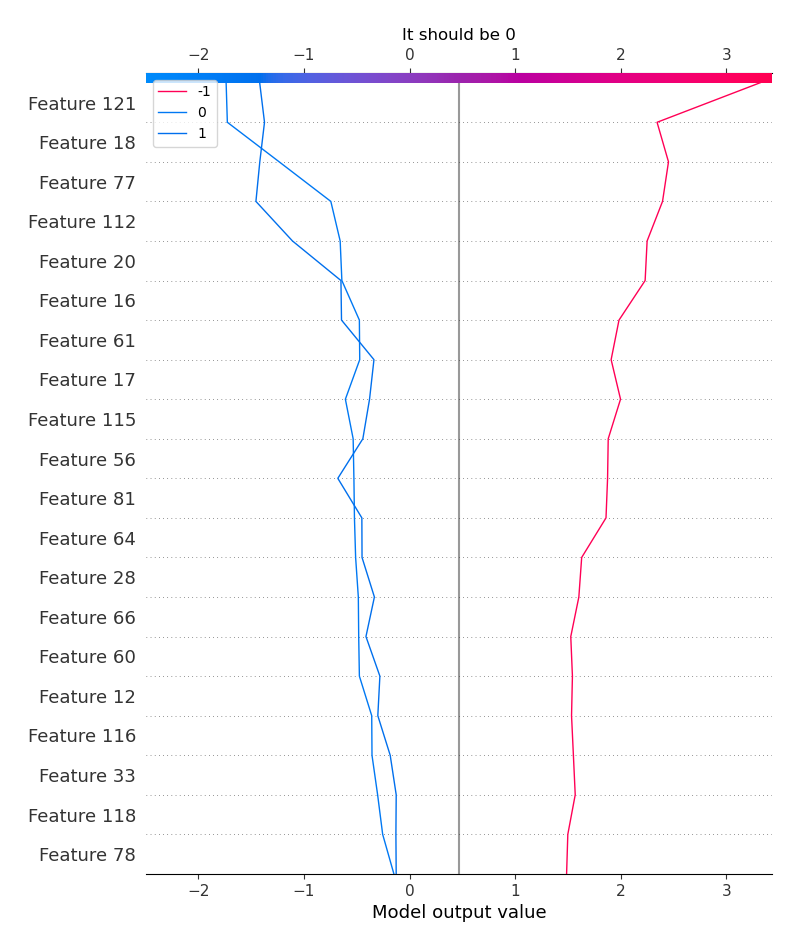 It should be 0
−2 −1 0 1 2 3
-1
0
1
Feature 121
Feature 18
Feature 77
Feature 112
Feature 20
Feature 16
Feature 61
Feature 17
Feature 115
Feature 56
Feature 81
Feature 64
Feature 28
Feature 66
Feature 60
Feature 12
Feature 116
Feature 33
Feature 118
Feature 78
−2 −1 0 1 2 3
Model output value